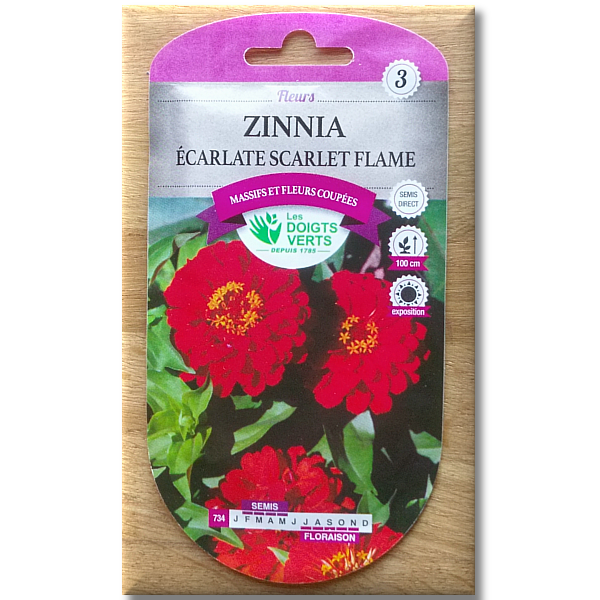 Fleurs
3
ZINNIA
ÉCARLATE SCARLET FLAME
MASSIFS ET FLEURS COUPÉES
Les
DOIGTS
VERTS
DEPUIS 1785
SEMIS
DIRECT
100 cm
exposition
SEMIS
734 J F M A M J J A S O N D
FLORAISON